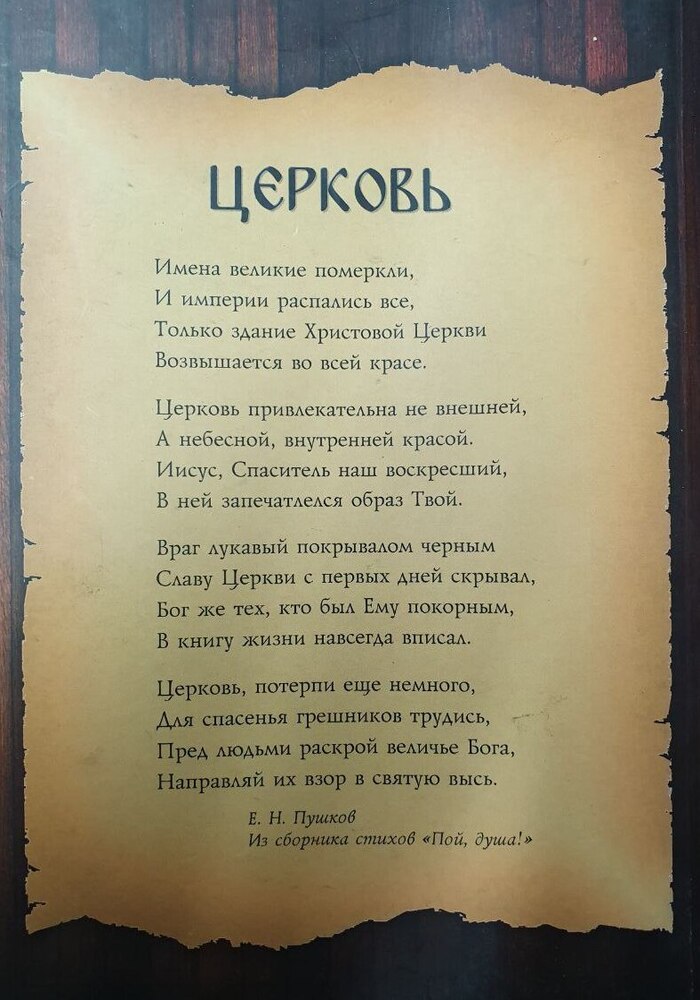 ЦЕРКОВЬ
Имена великие померкли,
И империи распались все,
Только здание Христовой Церкви
Возвышается во всей красе.
Церковь привлекательна не внешней,
А небесной, внутренней красой.
Иисус, Спаситель наш воскресший,
В ней запечатлелся образ Твой.
Враг лукавый покрывалом черным
Славу Церкви с первых дней скрывал,
Бог же тех, кто был Ему покорным,
В книгу жизни навсегда вписал.
Церковь, потерпи еще немного,
Для спасенья грешников трудись,
Пред людьми раскрой величье Бога,
Направляй их взор в святую высь.
Е. Н. Пушков
Из сборника стихов «Пой, душа!»